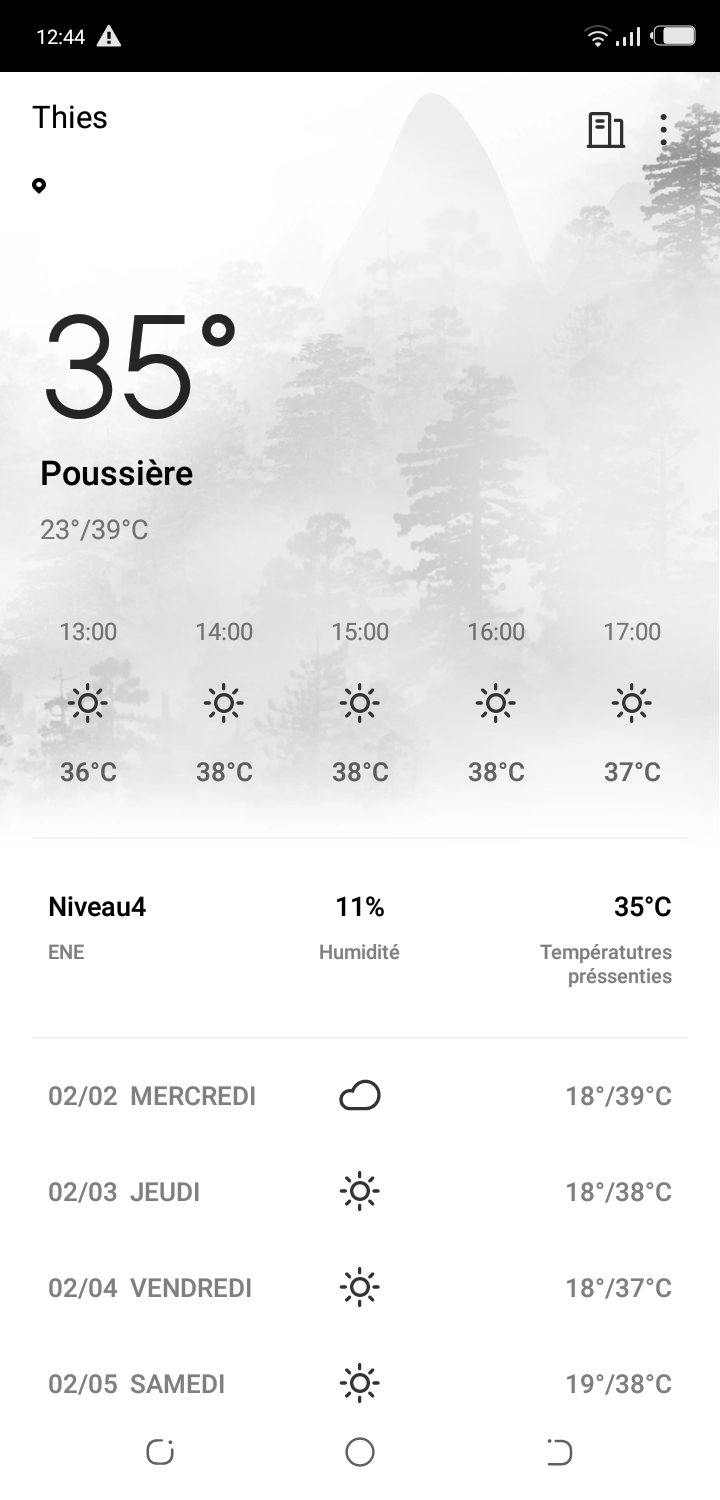 12:44
Thies
35°
Poussière
23°/39°C
13:00 14:00 15:00 16:00 17:00
36°C 38°C 38°C 38°C 37°C
Niveau4 11% 35°C
ENE Humidité Températutres
préssenties
02/02 MERCREDI 18°/39°C
02/03 JEUDI 18°/38°C
02/04 VENDREDI 18°/37°C
02/05 SAMEDI 19°/38°C